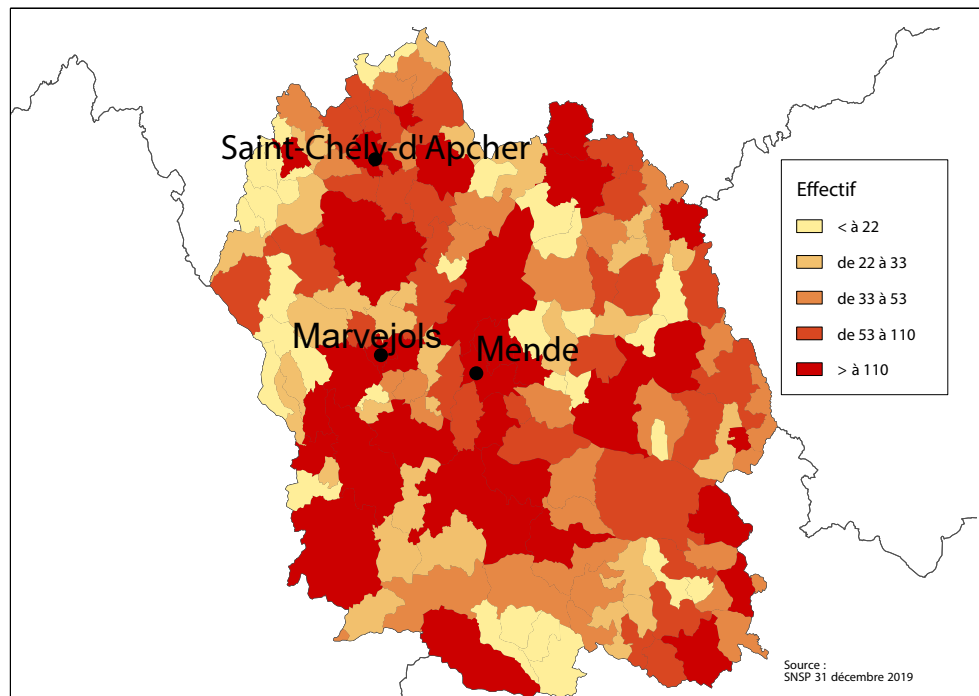 Saint-Chély-d'Apcher
Marvejols
Mende
Effectif
< à 22
de 22 à 33
de 33 à 53
de 53 à 110
> à 110
Source :
SNSP 31 décembre 2019